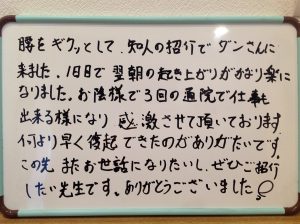 腰をギクッとして、知人の紹介でダンさんに
来ました。1日目で翌朝の起き上りがかなり楽に
なりました。お陰様で3回の通院で仕事も
出来る様になり 感激させて頂いております
何より早く復起できたのがありがたいです。
この先 またお世話になりたいし、ぜひご紹介
したい先生です。ありがとうございました